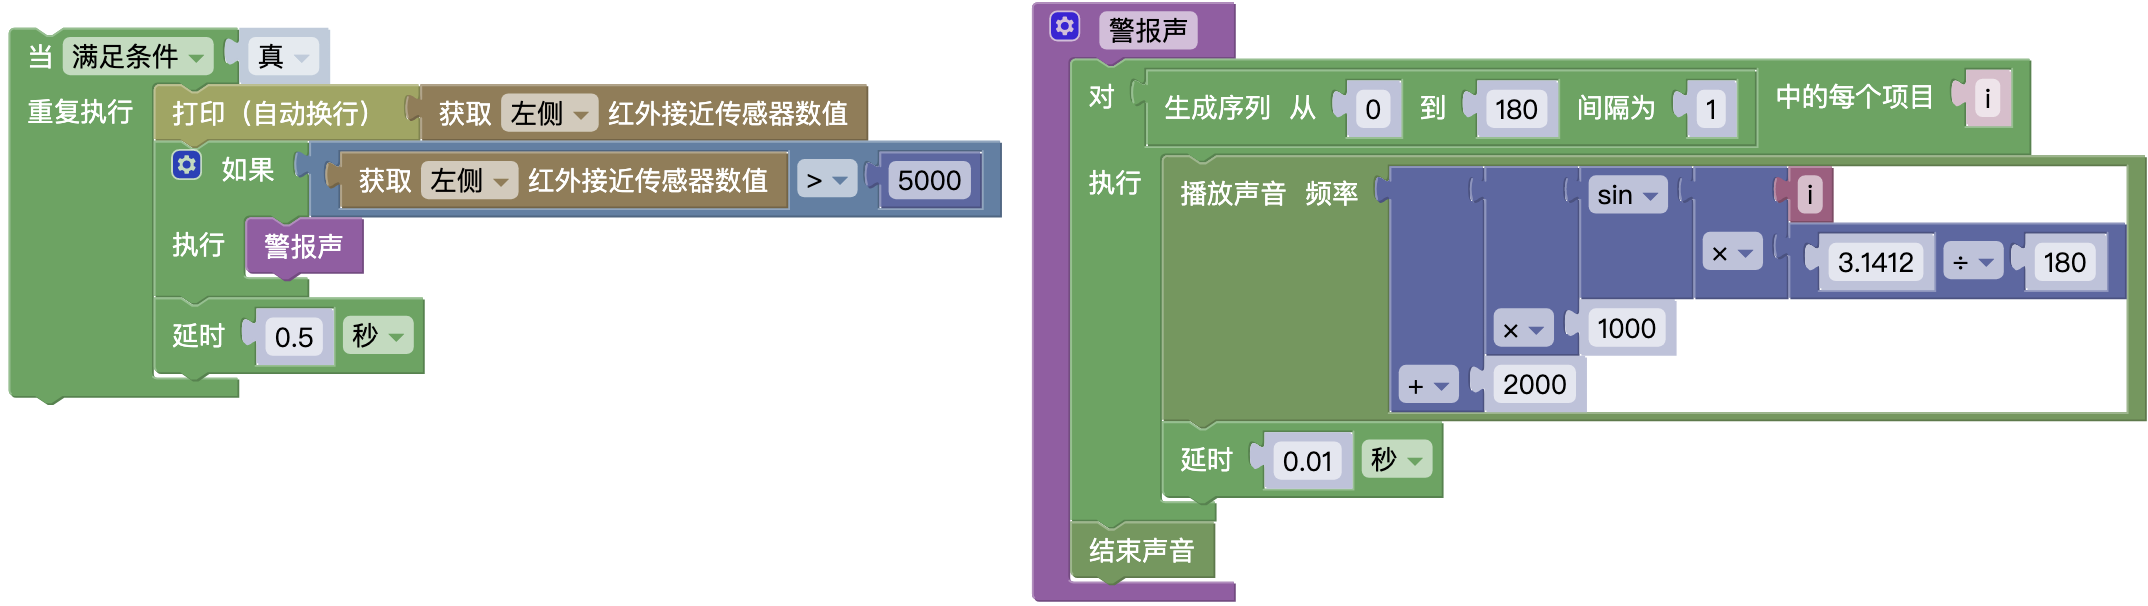 当 满足条件 真
重复执行 打印（自动换行） 获取 左侧 红外接近传感器数值
如果 获取 左侧 红外接近传感器数值 > 5000
执行 警报声
延时 0.5 秒
警报声
对 生成序列 从 0 到 180 间隔为 1 中的每个项目 i
执行 播放声音 频率 sin i
× 3.1412 ÷ 180
× 1000
+ 2000
延时 0.01 秒
结束声音